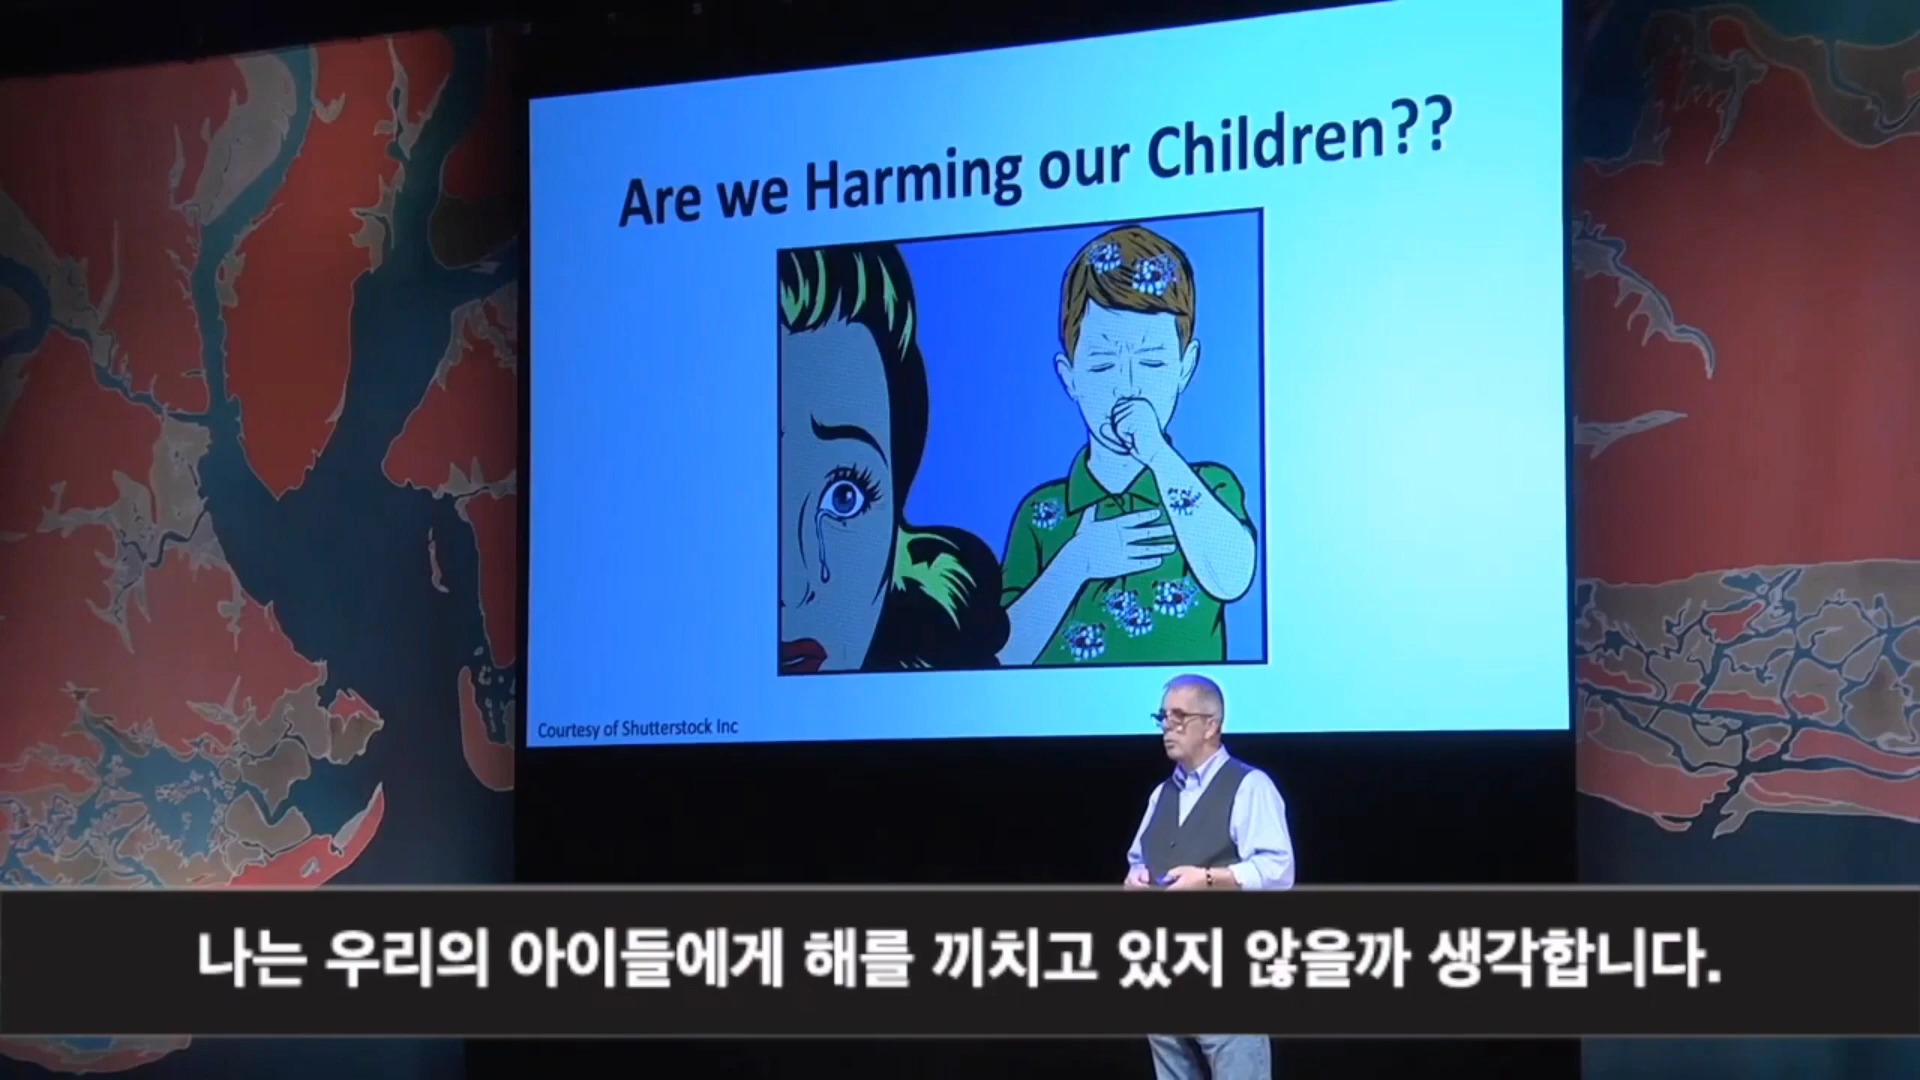 Are we Harming our Children??
Courtesy of Shutterstock Inc
나는 우리의 아이들에게 해를 끼치고 있지 않을까 생각합니다.